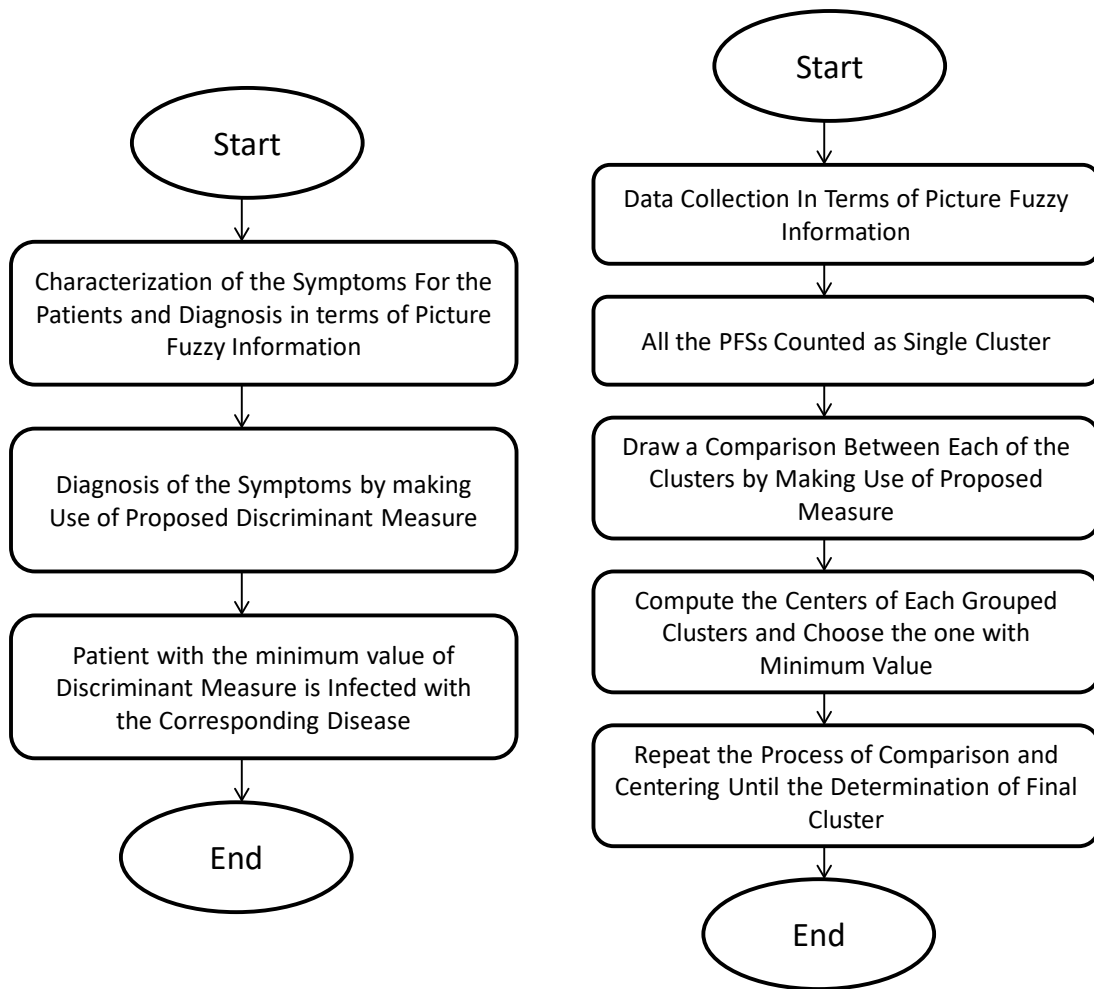 Start
Characterization of the Symptoms For the
Patients and Diagnosis in terms of Picture
Fuzzy Information
Diagnosis of the Symptoms by making
Use of Proposed Discriminant Measure
Patient with the minimum value of
Discriminant Measure is Infected with
the Corresponding Disease
End
Start
Data Collection In Terms of Picture Fuzzy
Information
All the PFSs Counted as Single Cluster
Draw a Comparison Between Each of the
Clusters by Making Use of Proposed
Measure
Compute the Centers of Each Grouped
Clusters and Choose the one with
Minimum Value
Repeat the Process of Comparison and
Centering Until the Determination of Final
Cluster
End